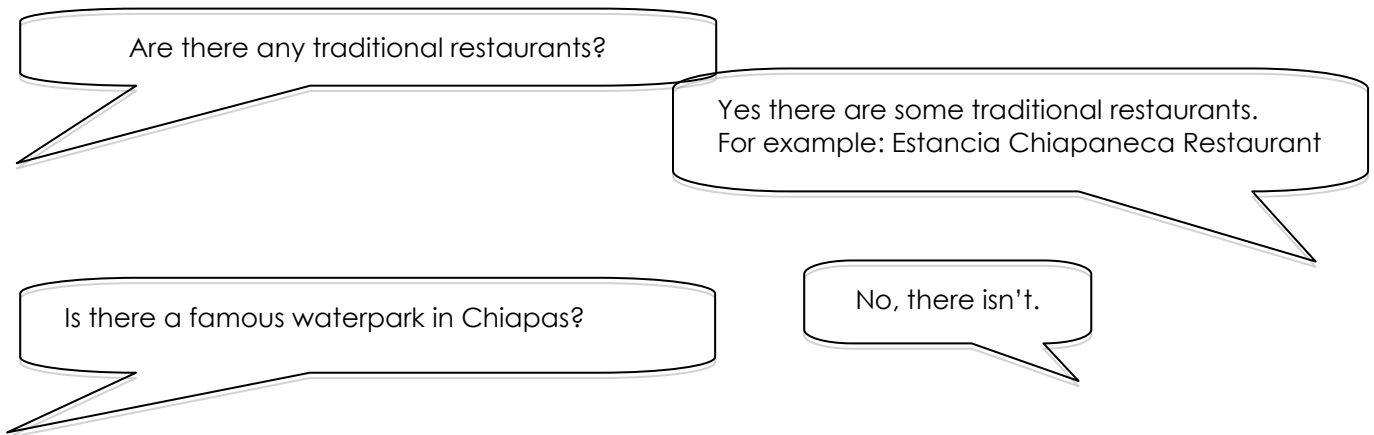 Are there any traditional restaurants?
Yes there are some traditional restaurants.
For example: Estancia Chiapaneca Restaurant
Is there a famous waterpark in Chiapas?
No, there isn’t.